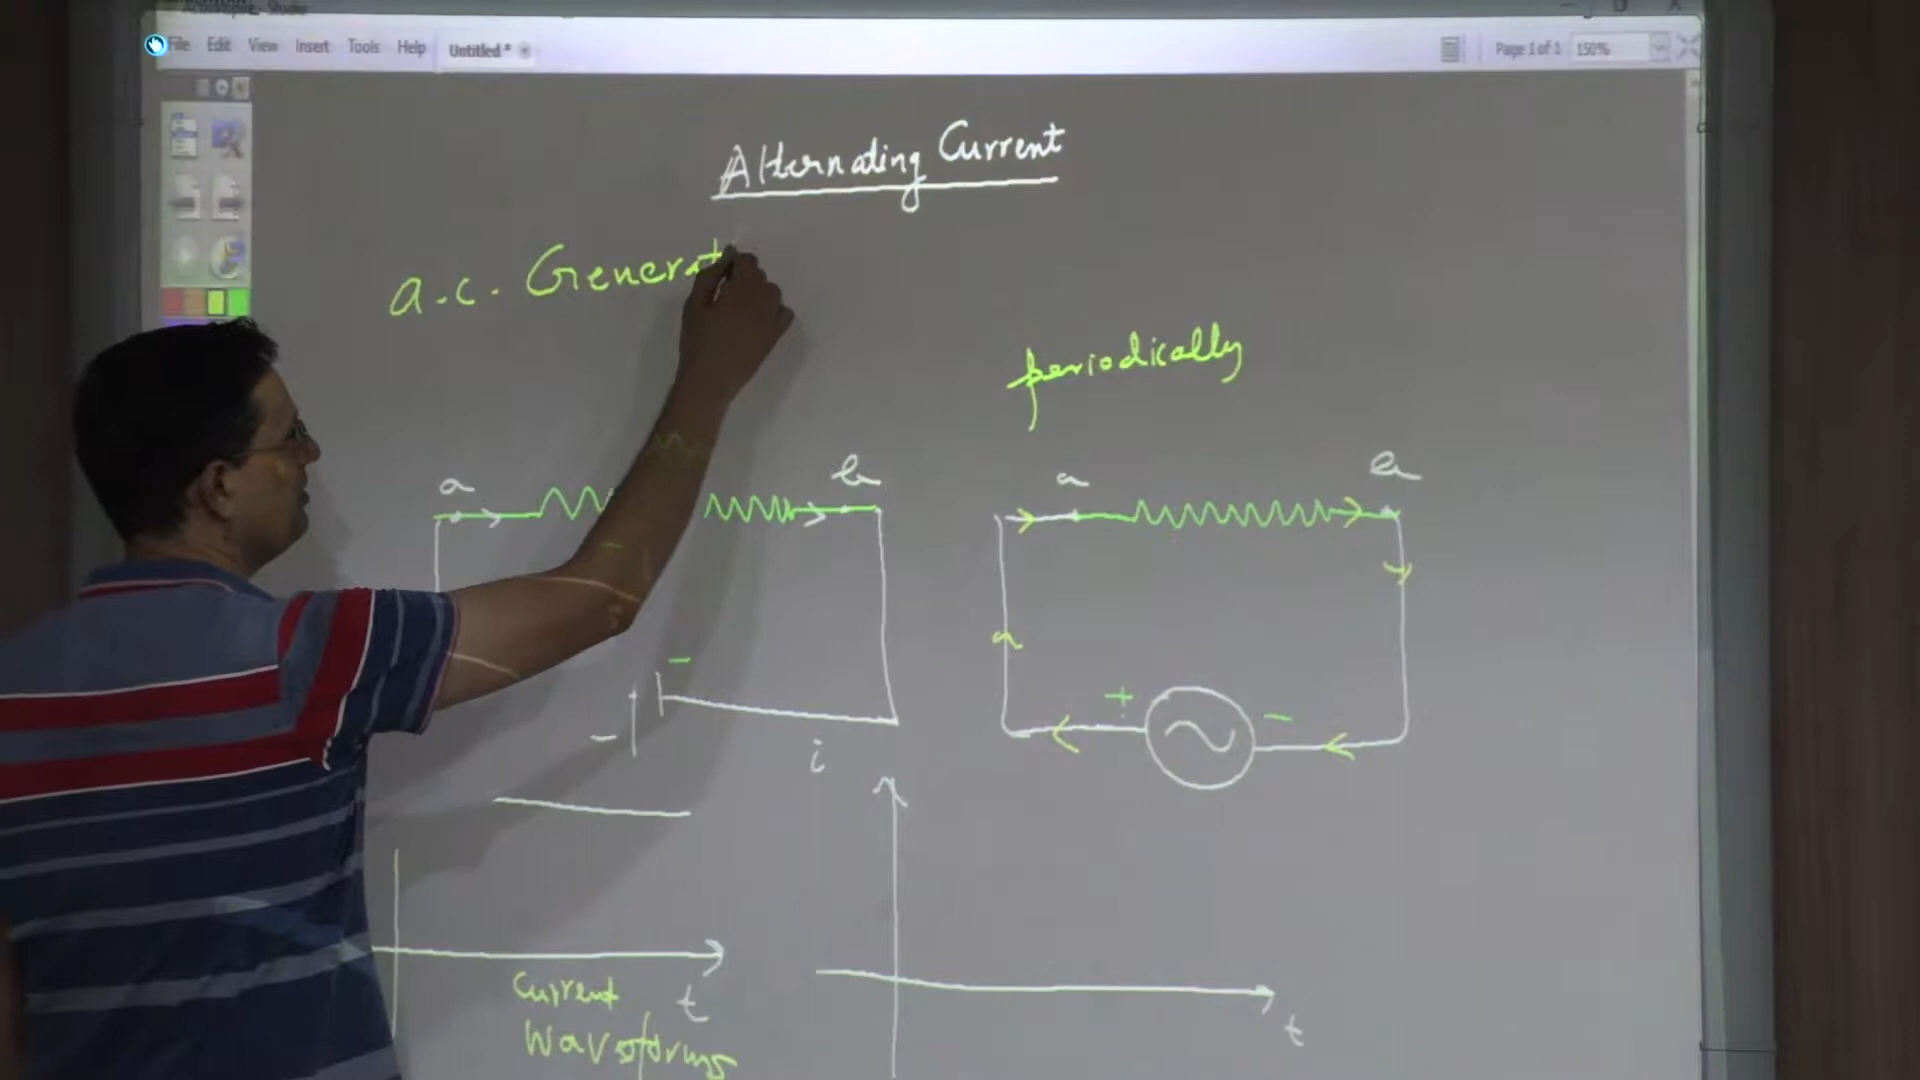 File Edit View Insert Tools Help Untitled * Page 1 of 1 150%
Alternating Current
a.c. Generat
periodically
a b
a b
-
+ -
i
Current t
Waveforms
t